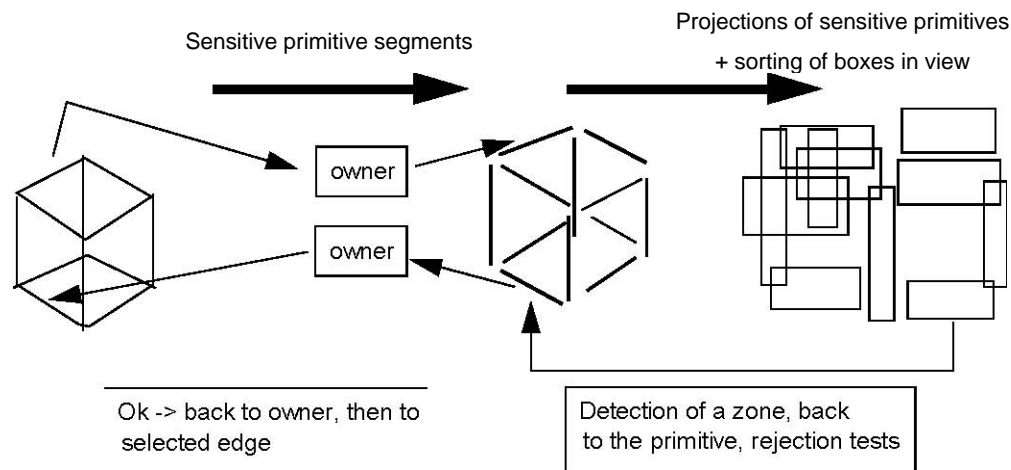 Sensitive primitive segments
Projections of sensitive primitives
+ sorting of boxes in view
owner
owner
Ok -> back to owner, then to
selected edge
Detection of a zone, back
to the primitive, rejection tests